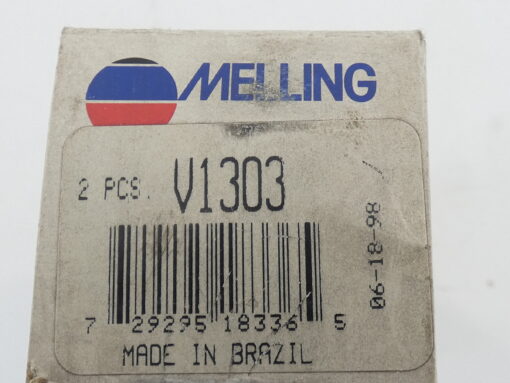 MELLING
2 PCS. V1303
7 29295 18336 5
06-18-98
MADE IN BRAZIL